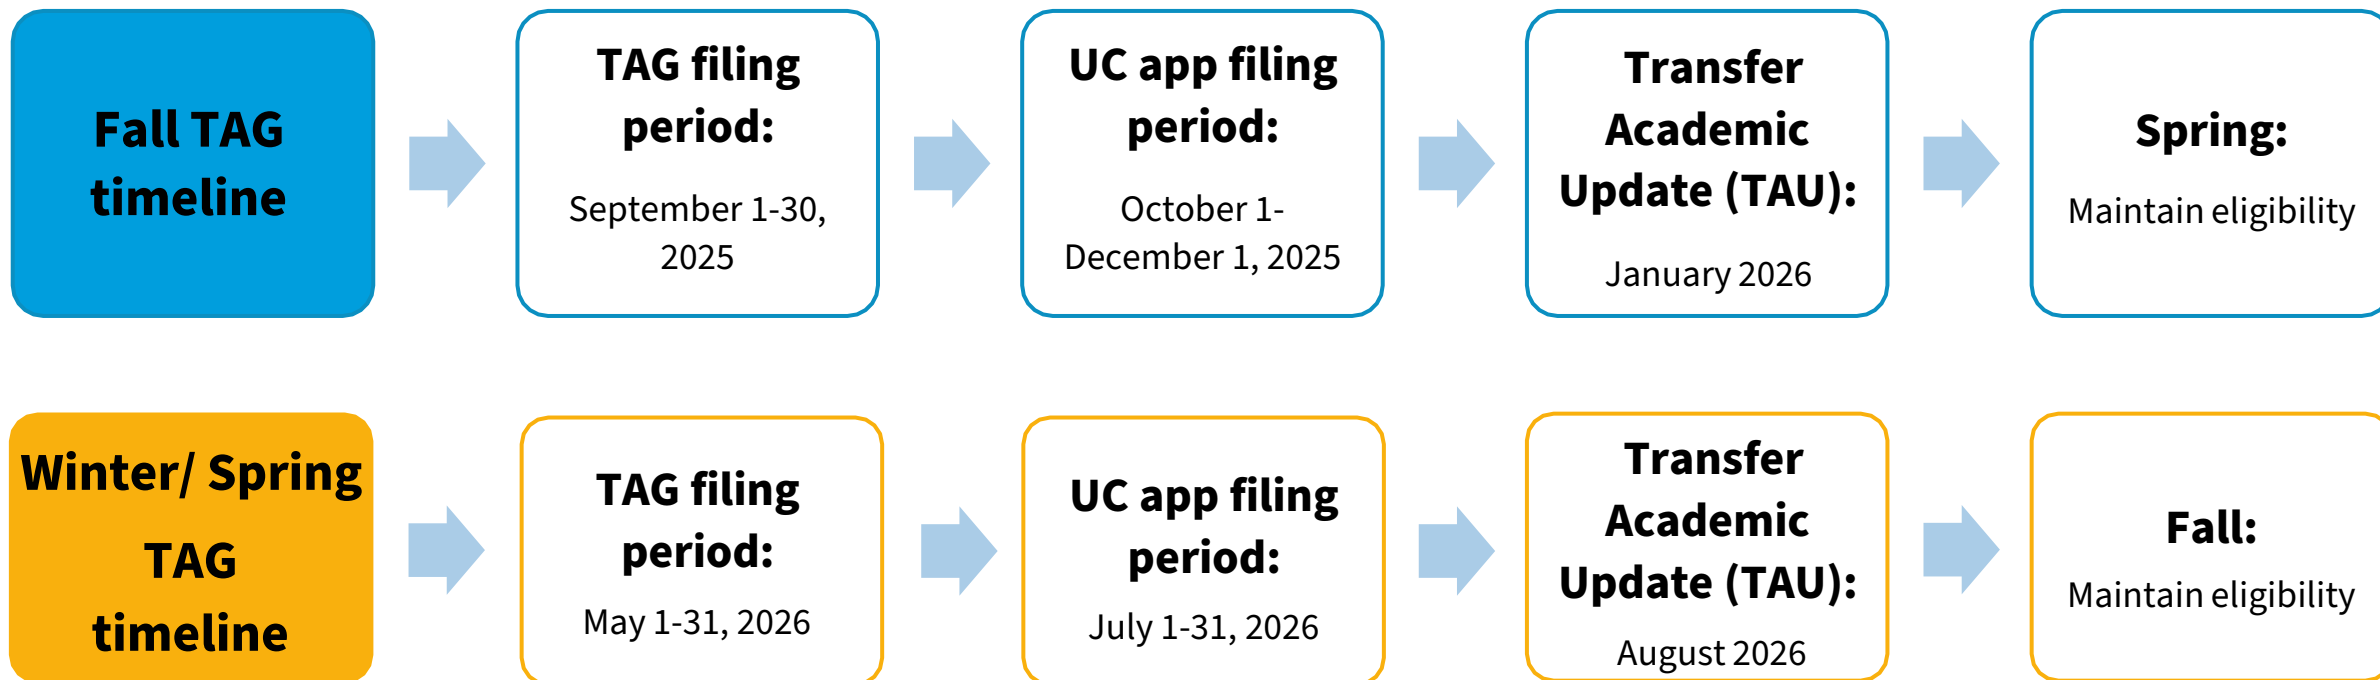 Fall TAG
timeline
TAG filing
period:
September 1-30,
2025
UC app filing
period:
October 1-
December 1, 2025
Transfer
Academic
Update (TAU):
January 2026
Spring:
Maintain eligibility
Winter/ Spring
TAG
timeline
TAG filing
period:
May 1-31, 2026
UC app filing
period:
July 1-31, 2026
Transfer
Academic
Update (TAU):
August 2026
Fall:
Maintain eligibility